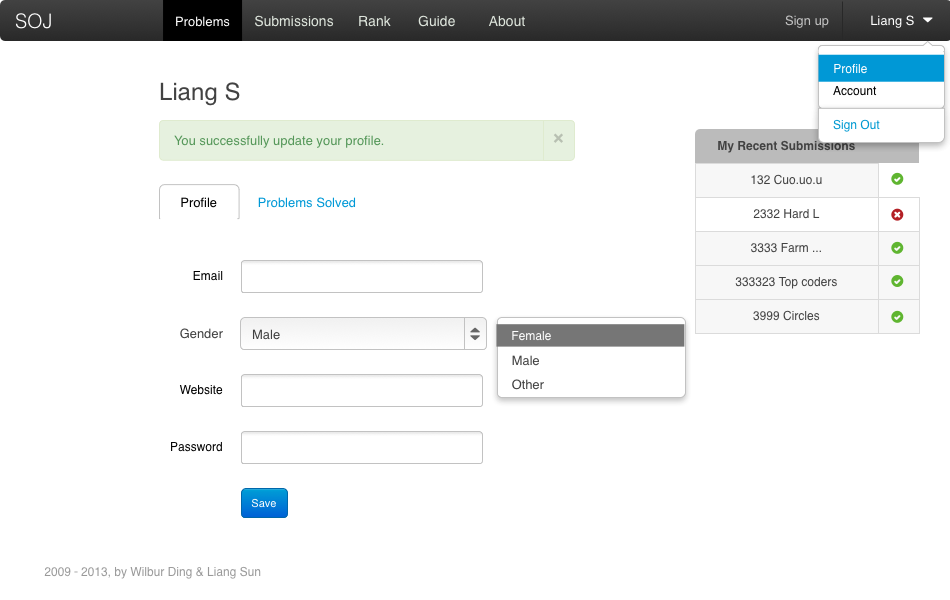 SOJ Problems Submissions Rank Guide About Sign up Liang S
Profile
Account
Sign Out
Liang S
You successfully update your profile.
My Recent Submissions
132 Cuo.uo.u
2332 Hard L
3333 Farm ...
333323 Top coders
3999 Circles
Profile Problems Solved
Email
Gender Male
Female
Male
Other
Website
Password
Save
2009 - 2013, by Wilbur Ding & Liang Sun